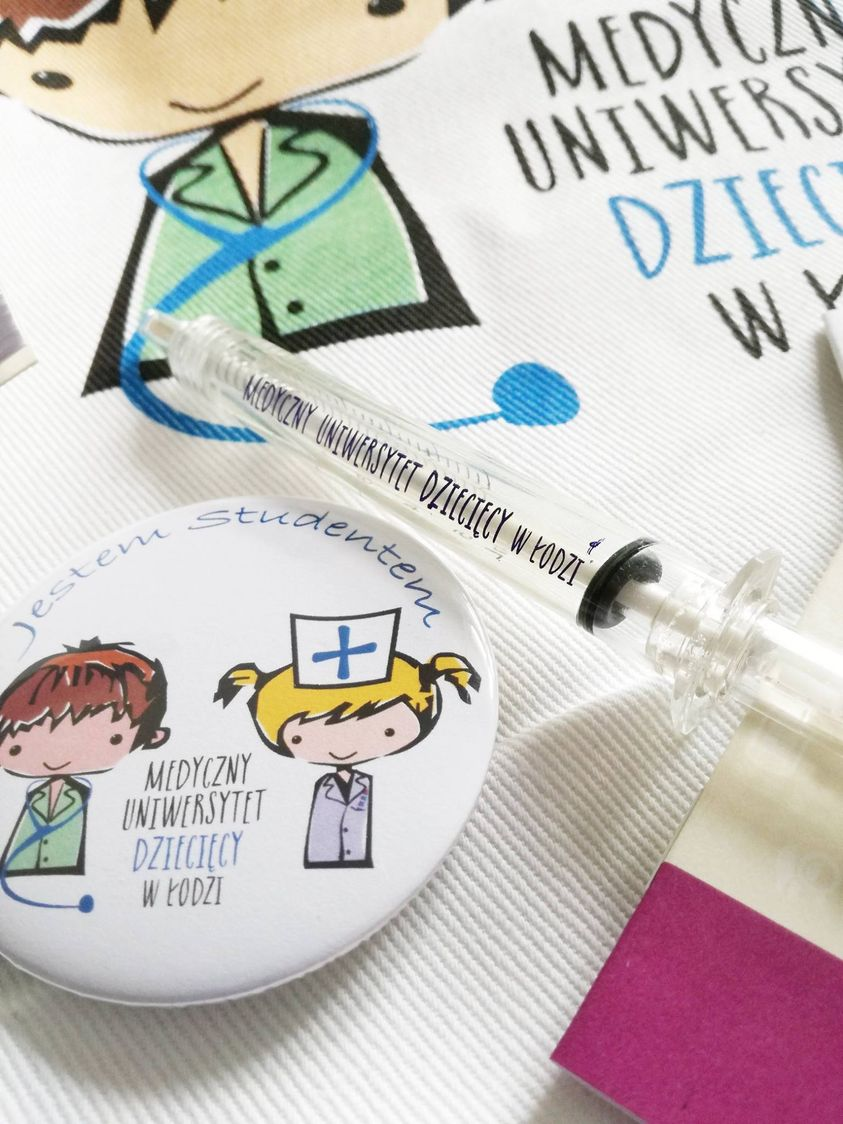 MEDYCZN
UNIWERSY
DZIECI
W Ł
MEDYCZNY UNIWERSYTET DZIECIĘCY W ŁODZI
Jestem Studentem
MEDYCZNY
UNIWERSYTET
DZIECIĘCY
W ŁODZI